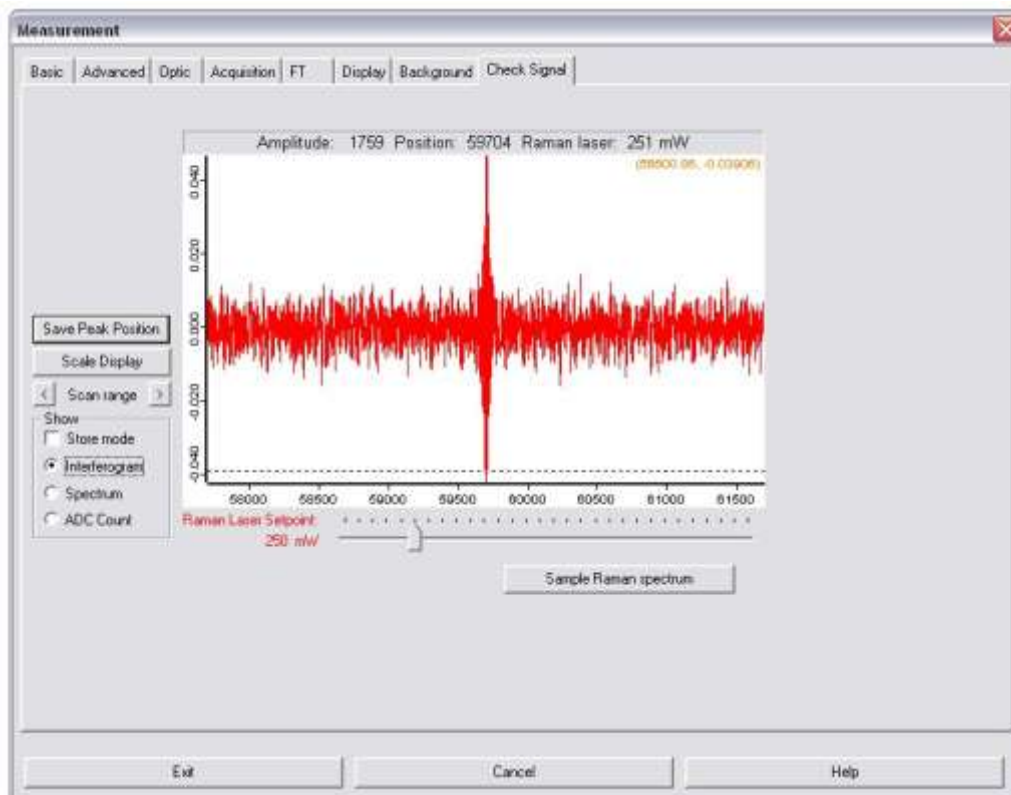 Measurement
Basic Advanced Optic Acquisition FT Display Background Check Signal
Amplitude: 1759 Position: 59704 Raman laser: 251 mW
0.040
0.020
0.000
-0.020
-0.040
Save Peak Position
Scale Display
< Scan range >
Show
Store mode
Interferogram
Spectrum
ADC Count
58000 58500 59000 59500 60000 60500 61000 61500
Raman Laser Setpoint:
250 mW
Sample Raman spectrum
Exit Cancel Help